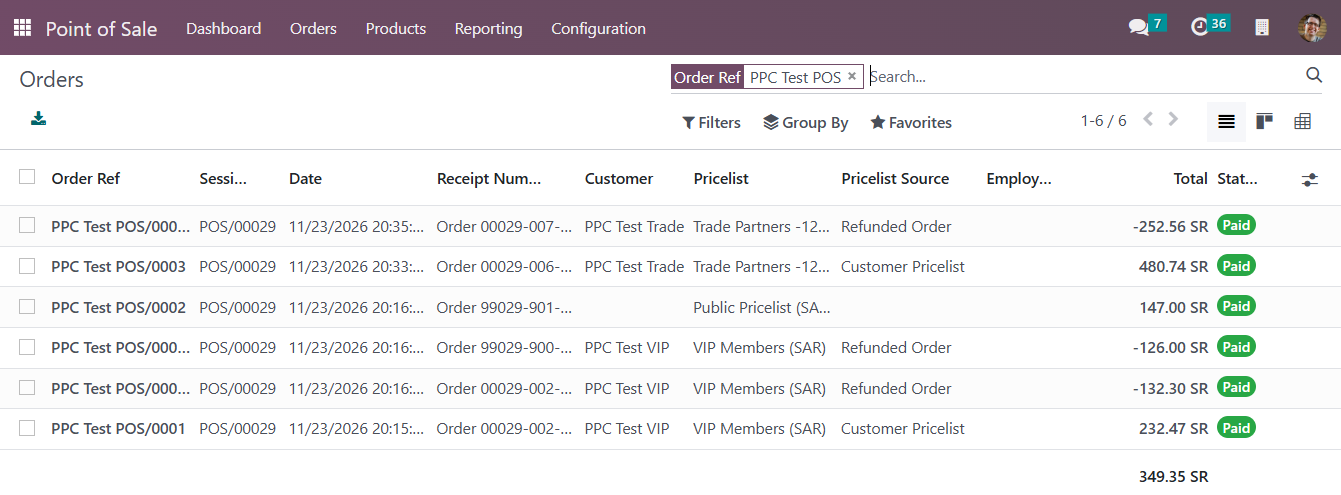 Point of Sale Dashboard Orders Products Reporting Configuration 7 36
Orders Order Ref PPC Test POS × Search...
Filters Group By Favorites 1-6 / 6
Order Ref Sessi... Date Receipt Num... Customer Pricelist Pricelist Source Employ... Total Stat...
PPC Test POS/000... POS/00029 11/23/2026 20:35:... Order 00029-007-... PPC Test Trade Trade Partners -12... Refunded Order -252.56 SR Paid
PPC Test POS/0003 POS/00029 11/23/2026 20:33:... Order 00029-006-... PPC Test Trade Trade Partners -12... Customer Pricelist 480.74 SR Paid
PPC Test POS/0002 POS/00029 11/23/2026 20:16:... Order 99029-901-... Public Pricelist (SA... 147.00 SR Paid
PPC Test POS/000... POS/00029 11/23/2026 20:16:... Order 99029-900-... PPC Test VIP VIP Members (SAR) Refunded Order -126.00 SR Paid
PPC Test POS/000... POS/00029 11/23/2026 20:16:... Order 00029-002-... PPC Test VIP VIP Members (SAR) Refunded Order -132.30 SR Paid
PPC Test POS/0001 POS/00029 11/23/2026 20:15:... Order 00029-002-... PPC Test VIP VIP Members (SAR) Customer Pricelist 232.47 SR Paid
349.35 SR